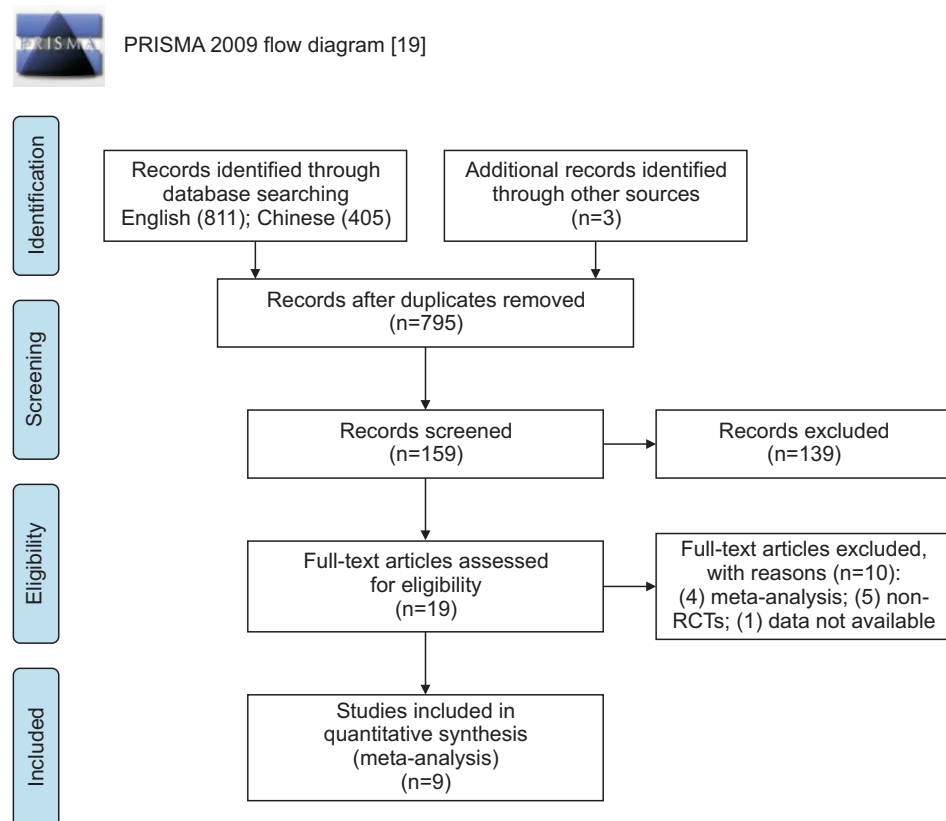 PRISMA
PRISMA 2009 flow diagram [19]
Identification
Records identified through
database searching
English (811); Chinese (405)
Additional records identified
through other sources
(n=3)
Records after duplicates removed
(n=795)
Screening
Records screened
(n=159)
Records excluded
(n=139)
Eligibility
Full-text articles assessed
for eligibility
(n=19)
Full-text articles excluded,
with reasons (n=10):
(4) meta-analysis; (5) non-
RCTs; (1) data not available
Included
Studies included in
quantitative synthesis
(meta-analysis)
(n=9)